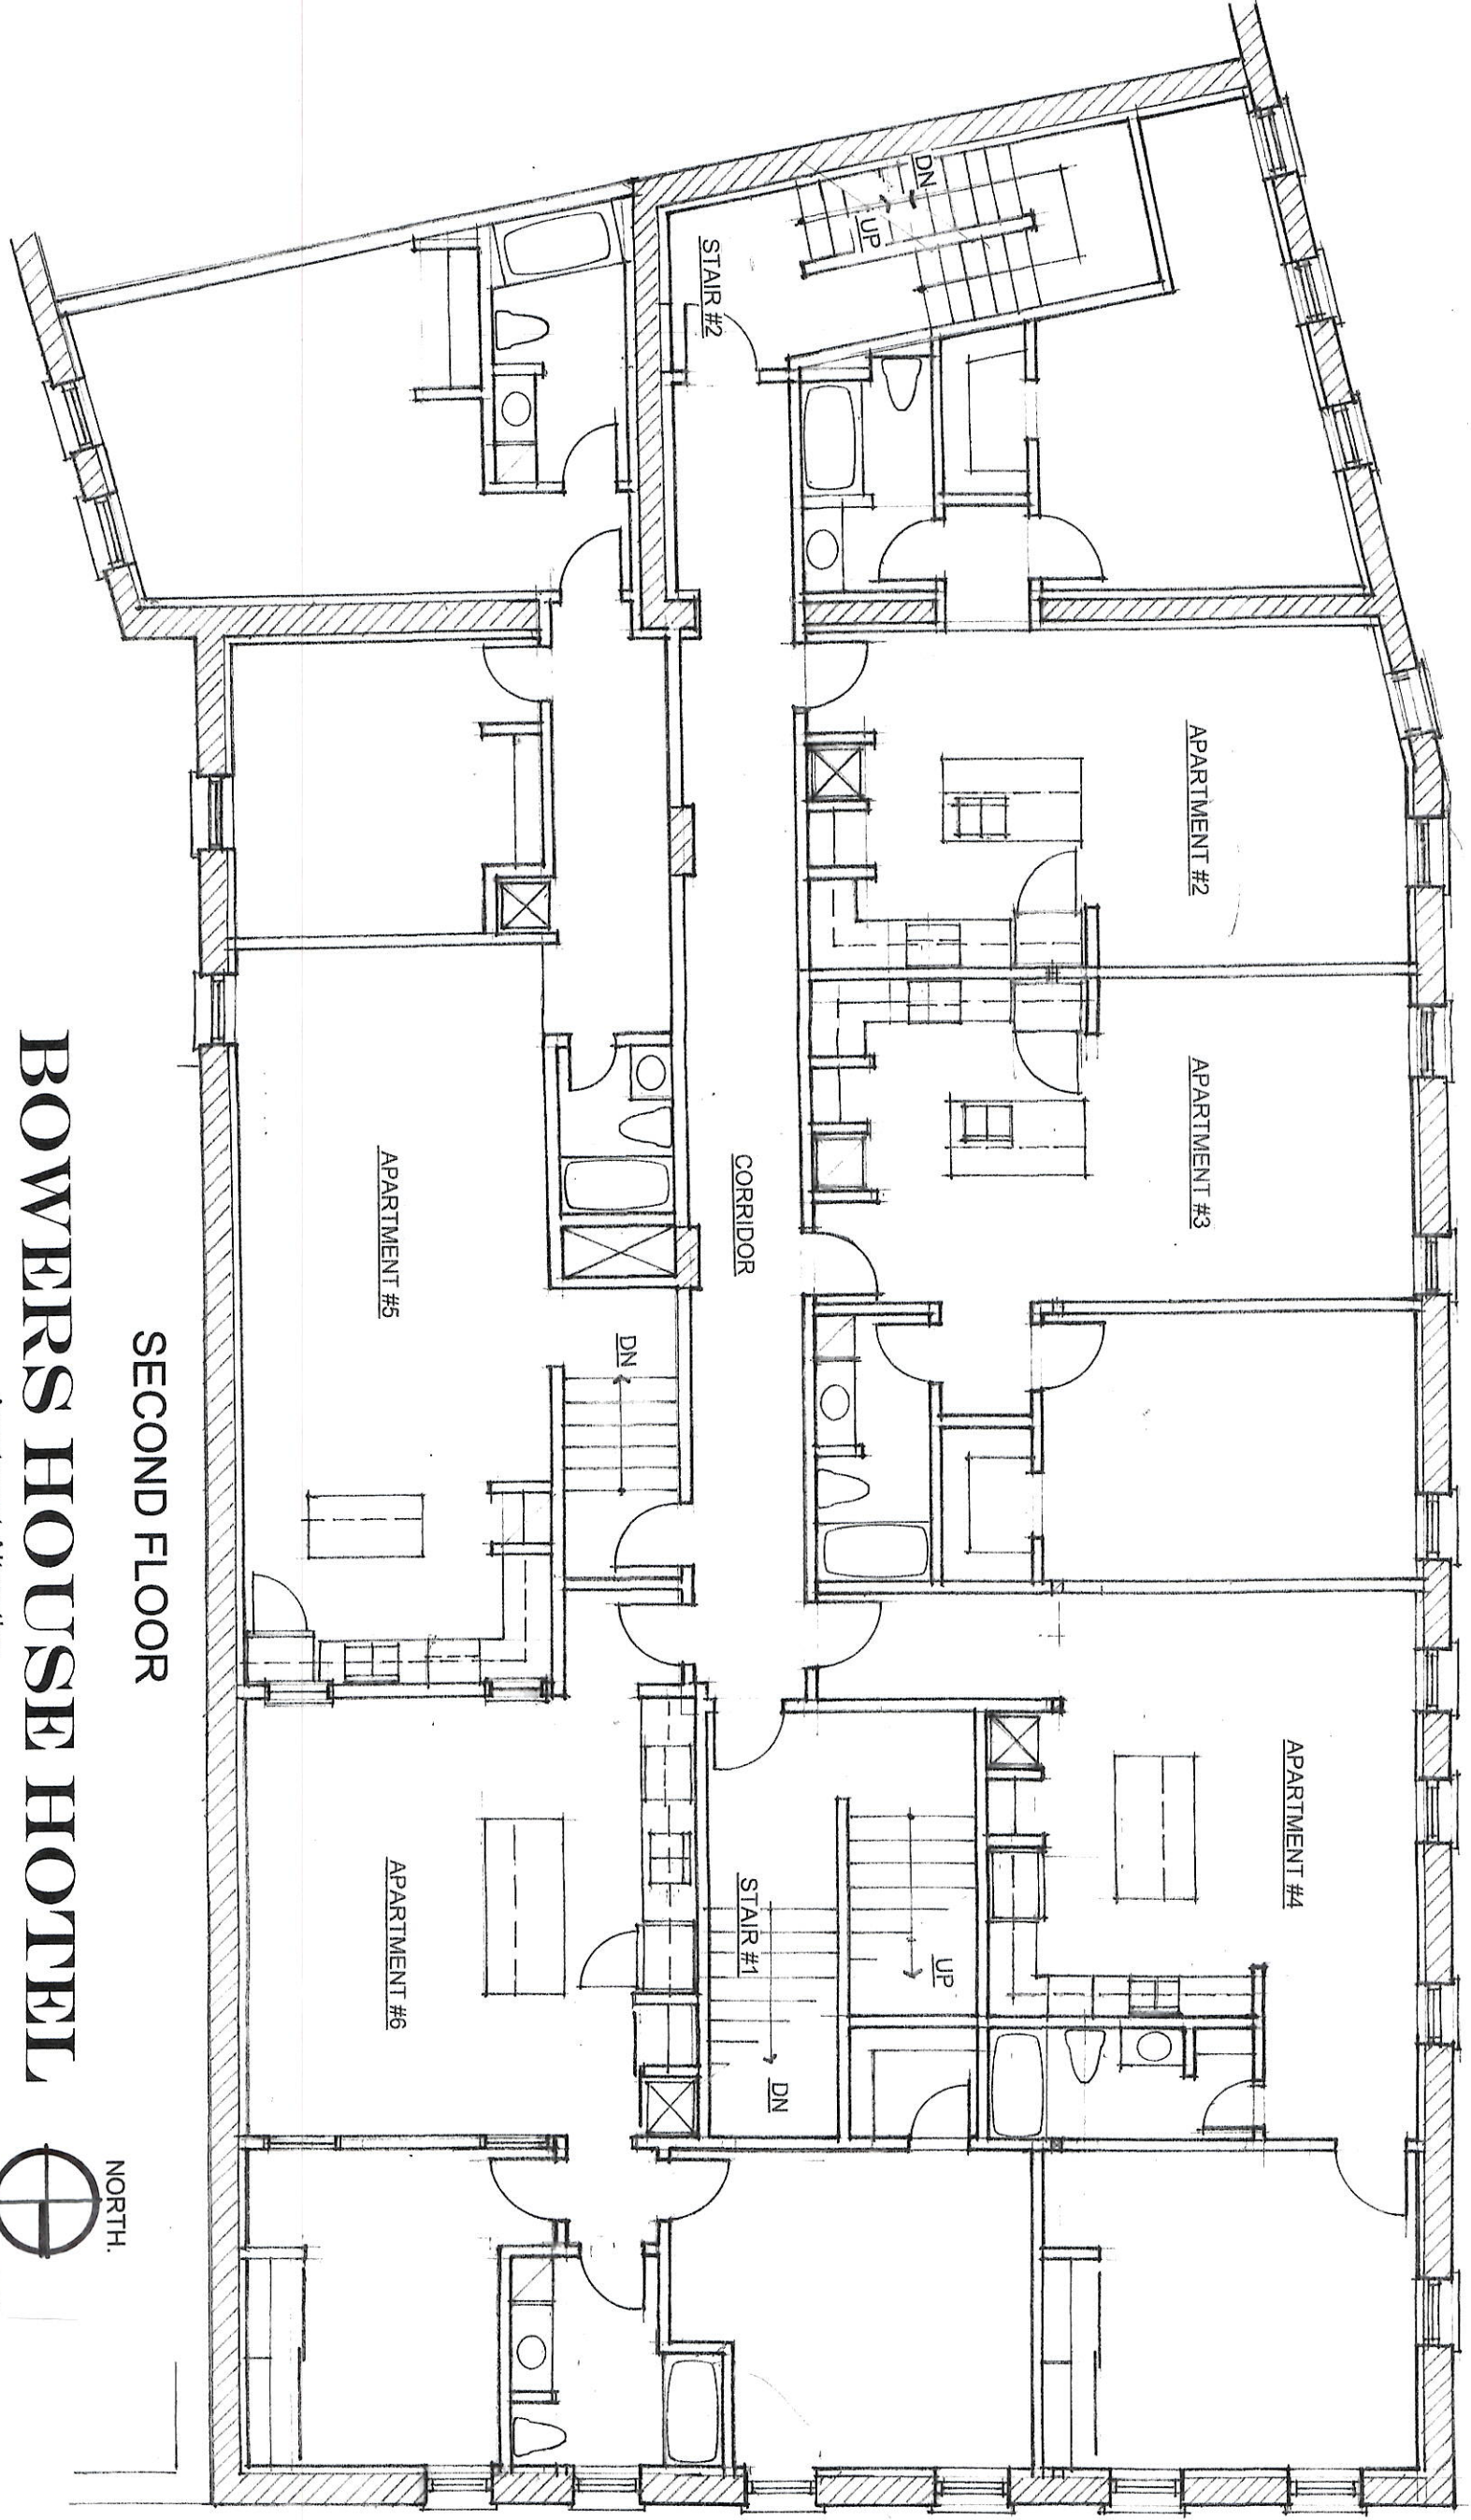 APARTMENT #2
APARTMENT #3
APARTMENT #4
DN
UP
STAIR #2
CORRIDOR
UP
STAIR #1
DN
DN
APARTMENT #5
APARTMENT #6
SECOND FLOOR
BOWERS HOUSE HOTEL
NORTH.